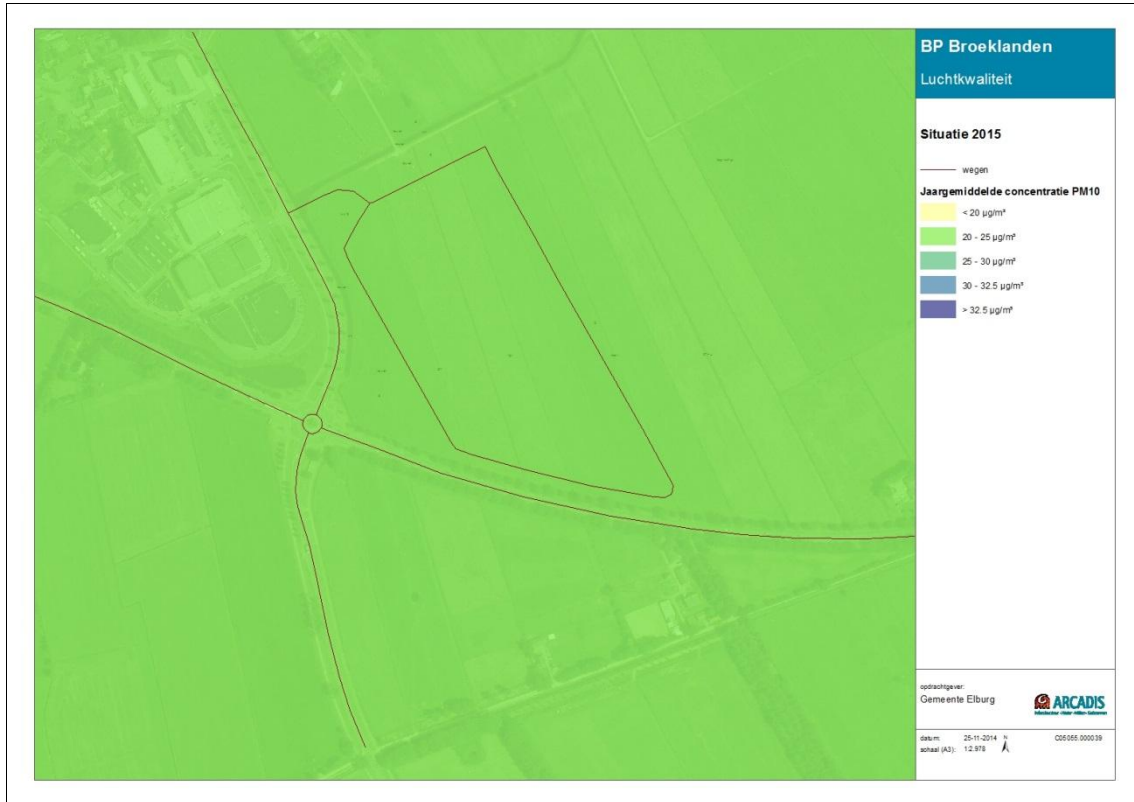 BP Broeklanden
Luchtkwaliteit
Situatie 2015
wegen
Jaargemiddelde concentratie PM10
< 20 µg/m³
20 - 25 µg/m³
25 - 30 µg/m³
30 - 32.5 µg/m³
> 32.5 µg/m³
opdrachtgever:
Gemeente Elburg
ARCADIS
datum: 25-11-2014 N C05055.000039
schaal (A3): 1:2.978